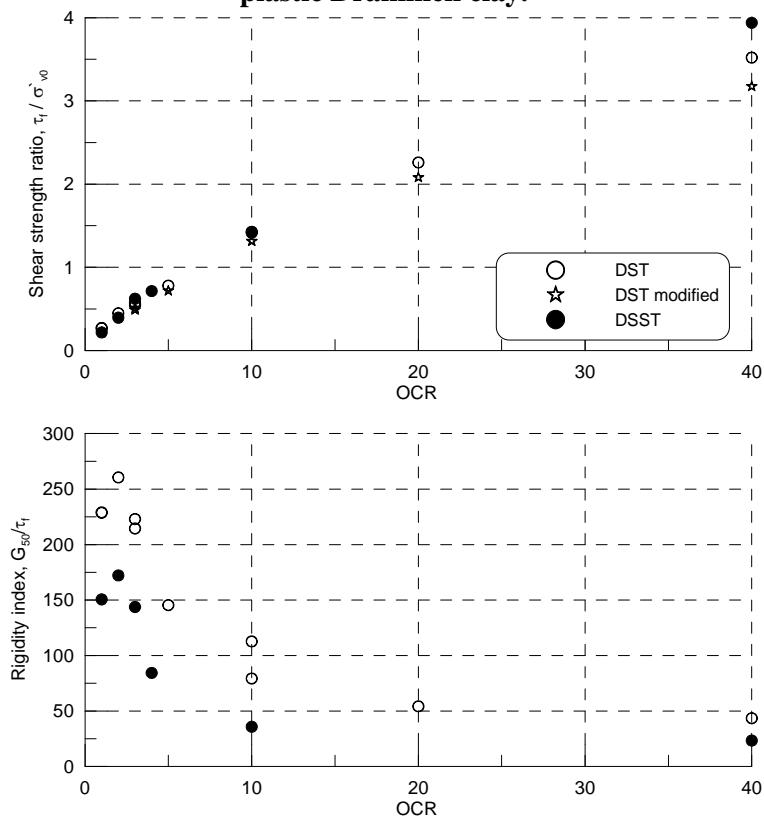 plastic Drammen clay.
4
3
2
1
0
Shear strength ratio, τf / σ`v0
DST
DST modified
DSST
0 10 20 30 40
OCR
300
250
200
150
100
50
0
Rigidity index, G50/τf
0 10 20 30 40
OCR